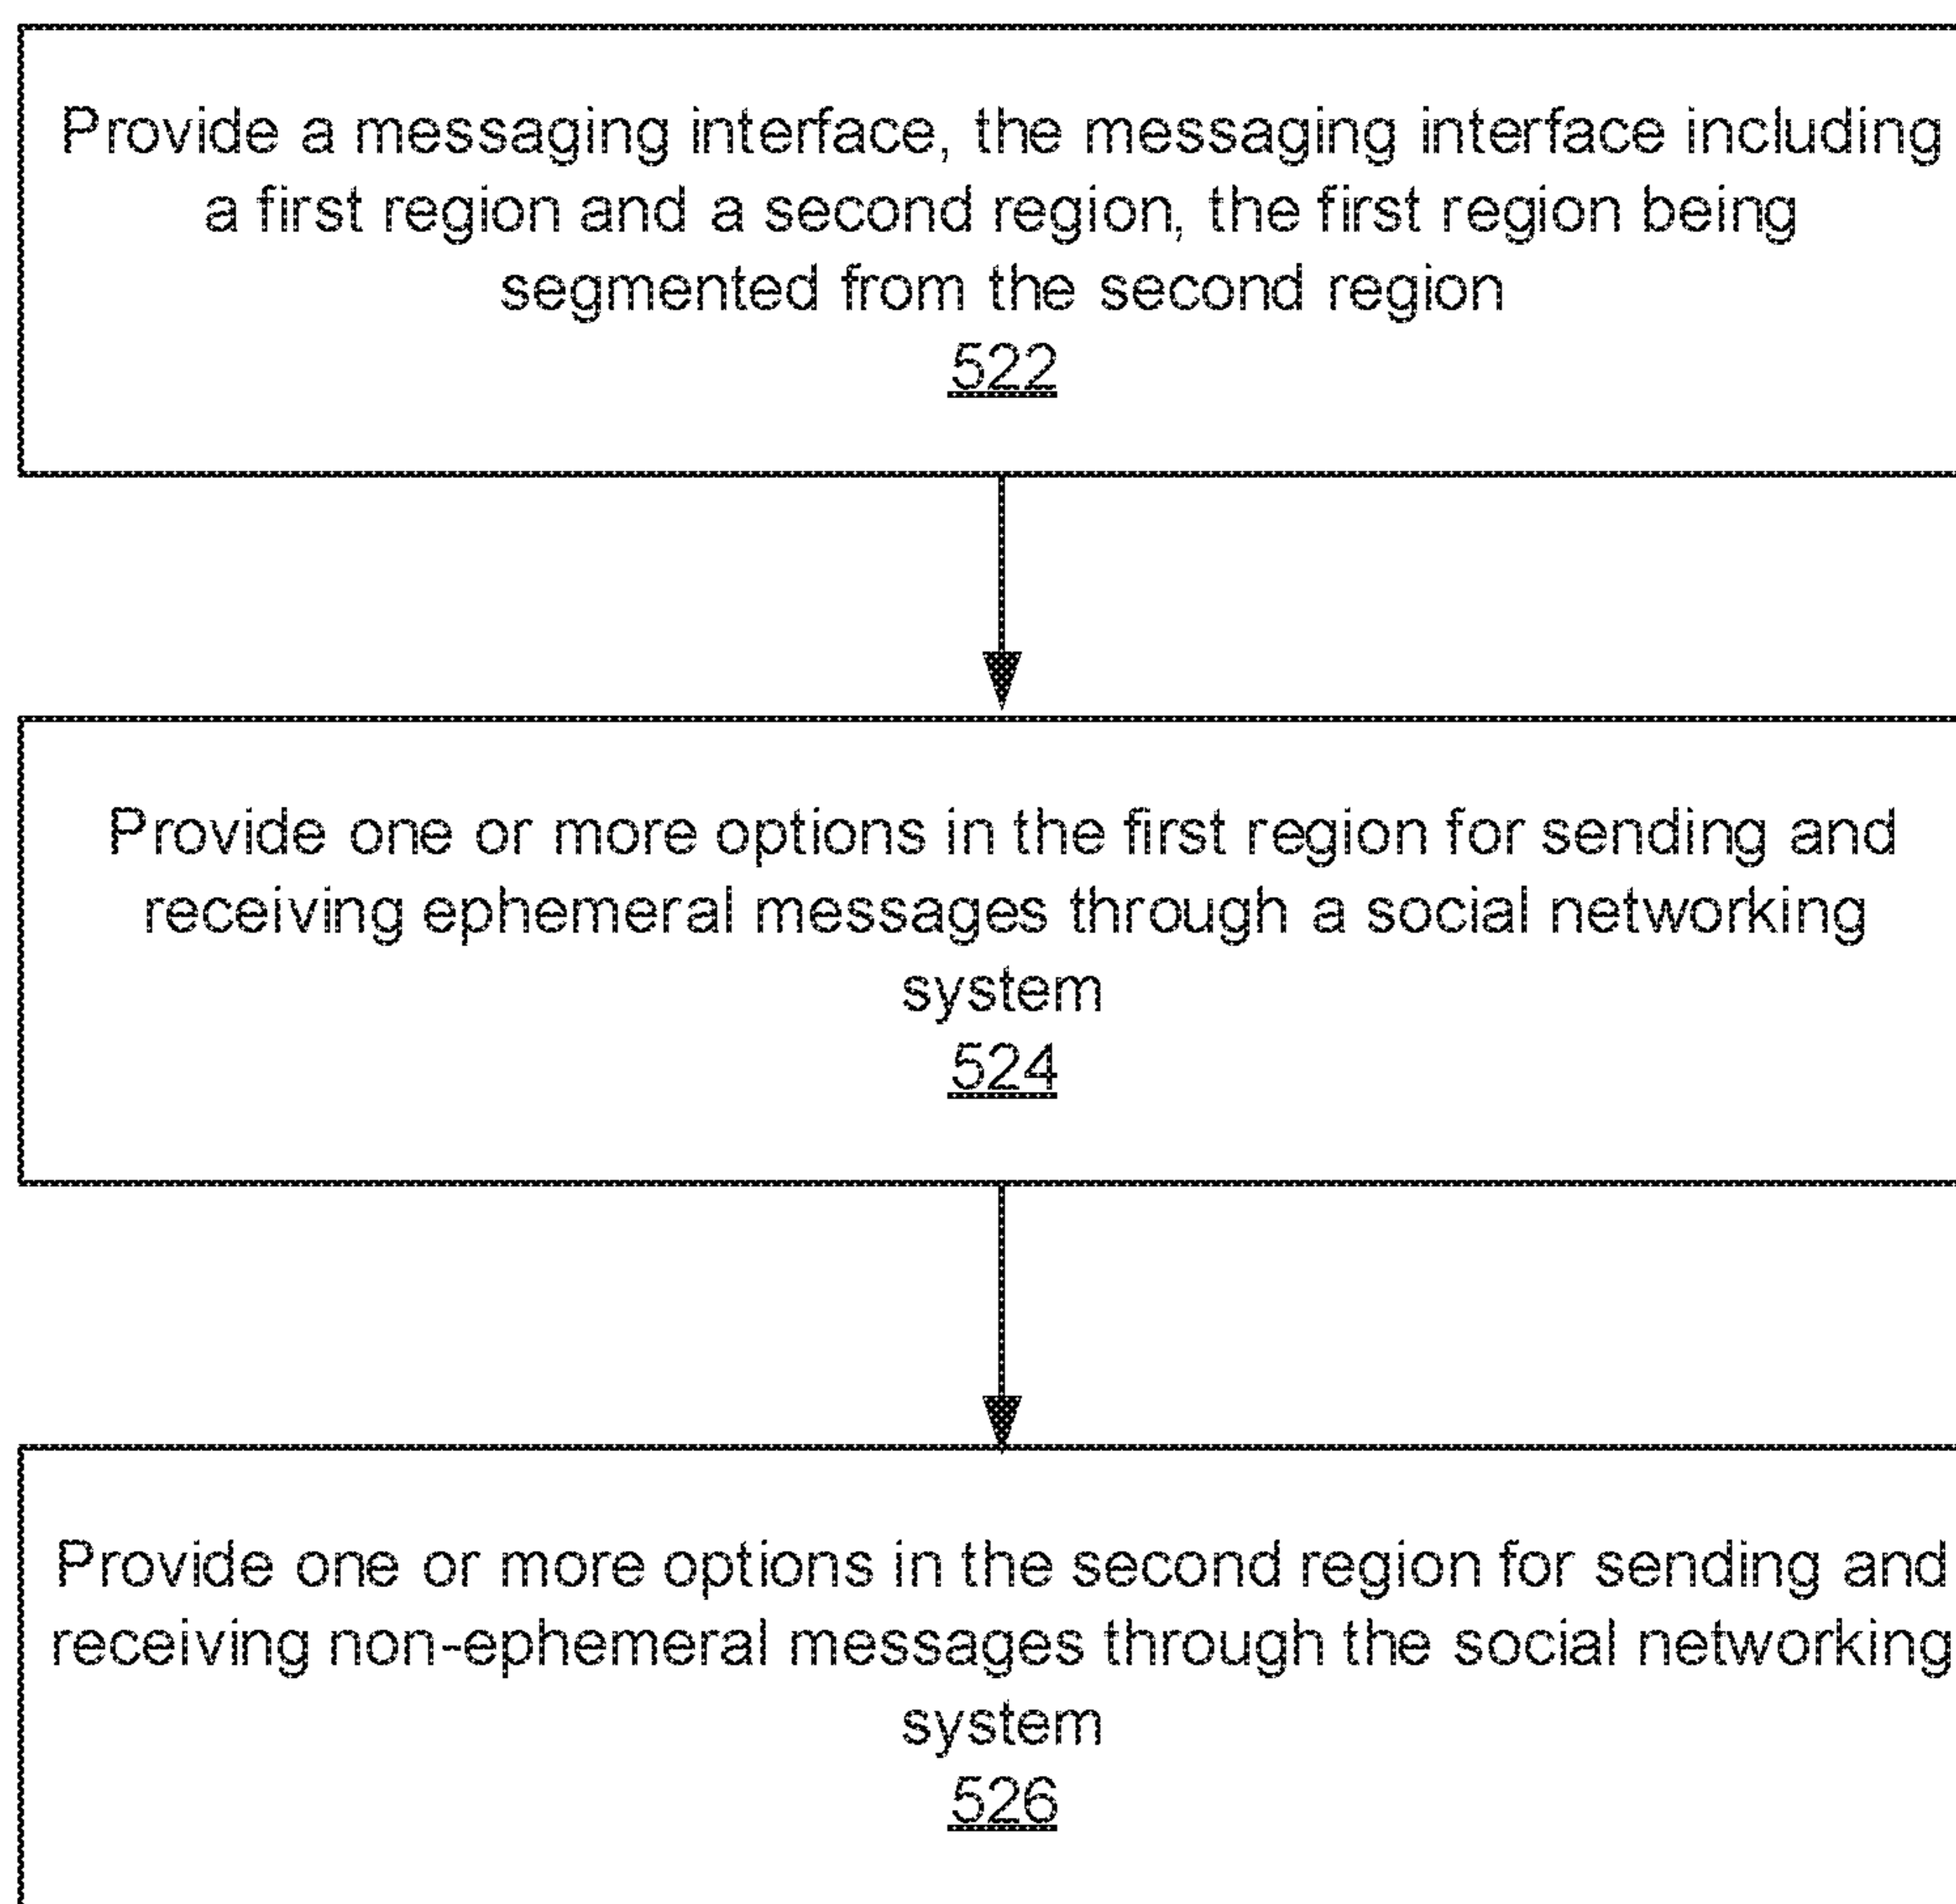 Provide a messaging interface, the messaging interface including
a first region and a second region, the first region being
segmented from the second region
522
Provide one or more options in the first region for sending and
receiving ephemeral messages through a social networking
system
524
Provide one or more options in the second region for sending and
receiving non-ephemeral messages through the social networking
system
526